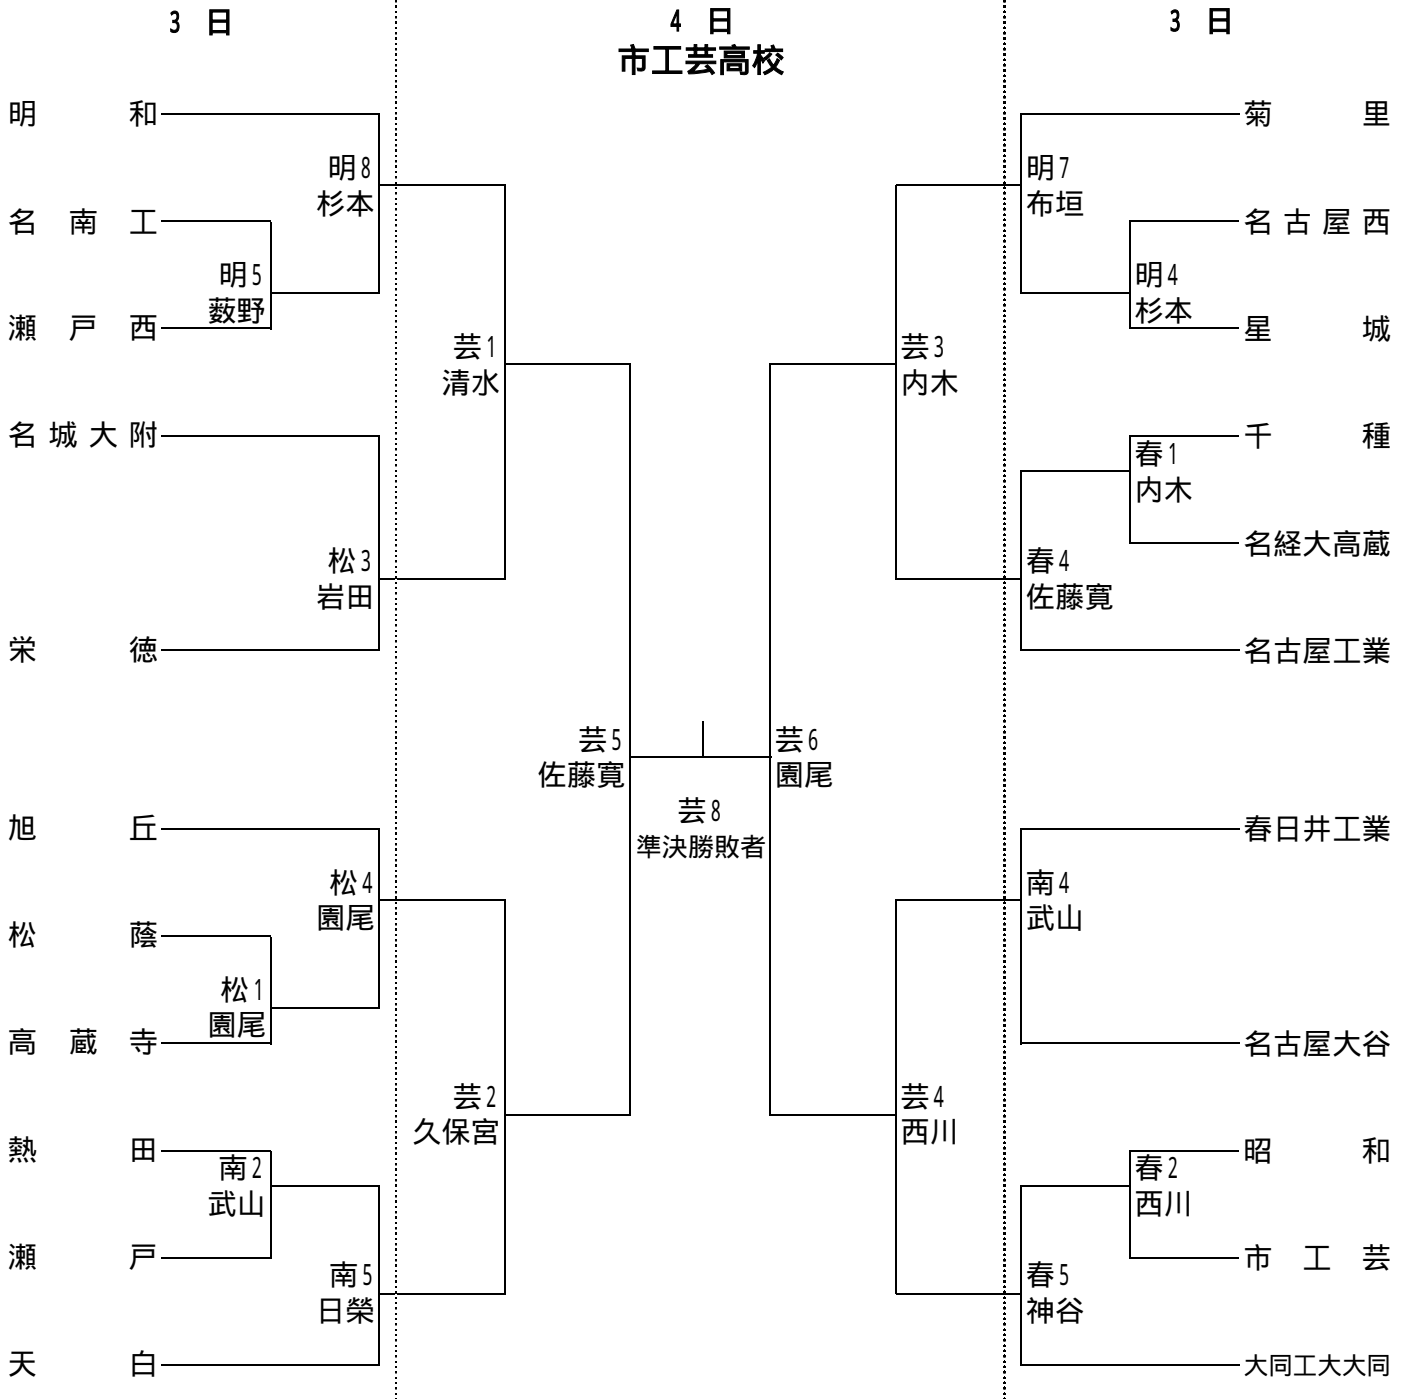 3 日
4 日
3 日
市工芸高校
明和
明8
杉本
名南工
明5
薮野
瀬戸西
芸1
清水
名城大附
松3
岩田
栄徳
芸5
佐藤寛
旭丘
松4
園尾
松蔭
松1
園尾
高蔵寺
芸2
久保宮
熱田
南2
武山
瀬戸
南5
日榮
天白
芸8
準決勝敗者
菊里
明7
布垣
名古屋西
明4
杉本
星城
芸3
内木
千種
春1
内木
名経大高蔵
春4
佐藤寛
名古屋工業
芸6
園尾
春日井工業
南4
武山
名古屋大谷
芸4
西川
昭和
春2
西川
市工芸
春5
神谷
大同工大大同